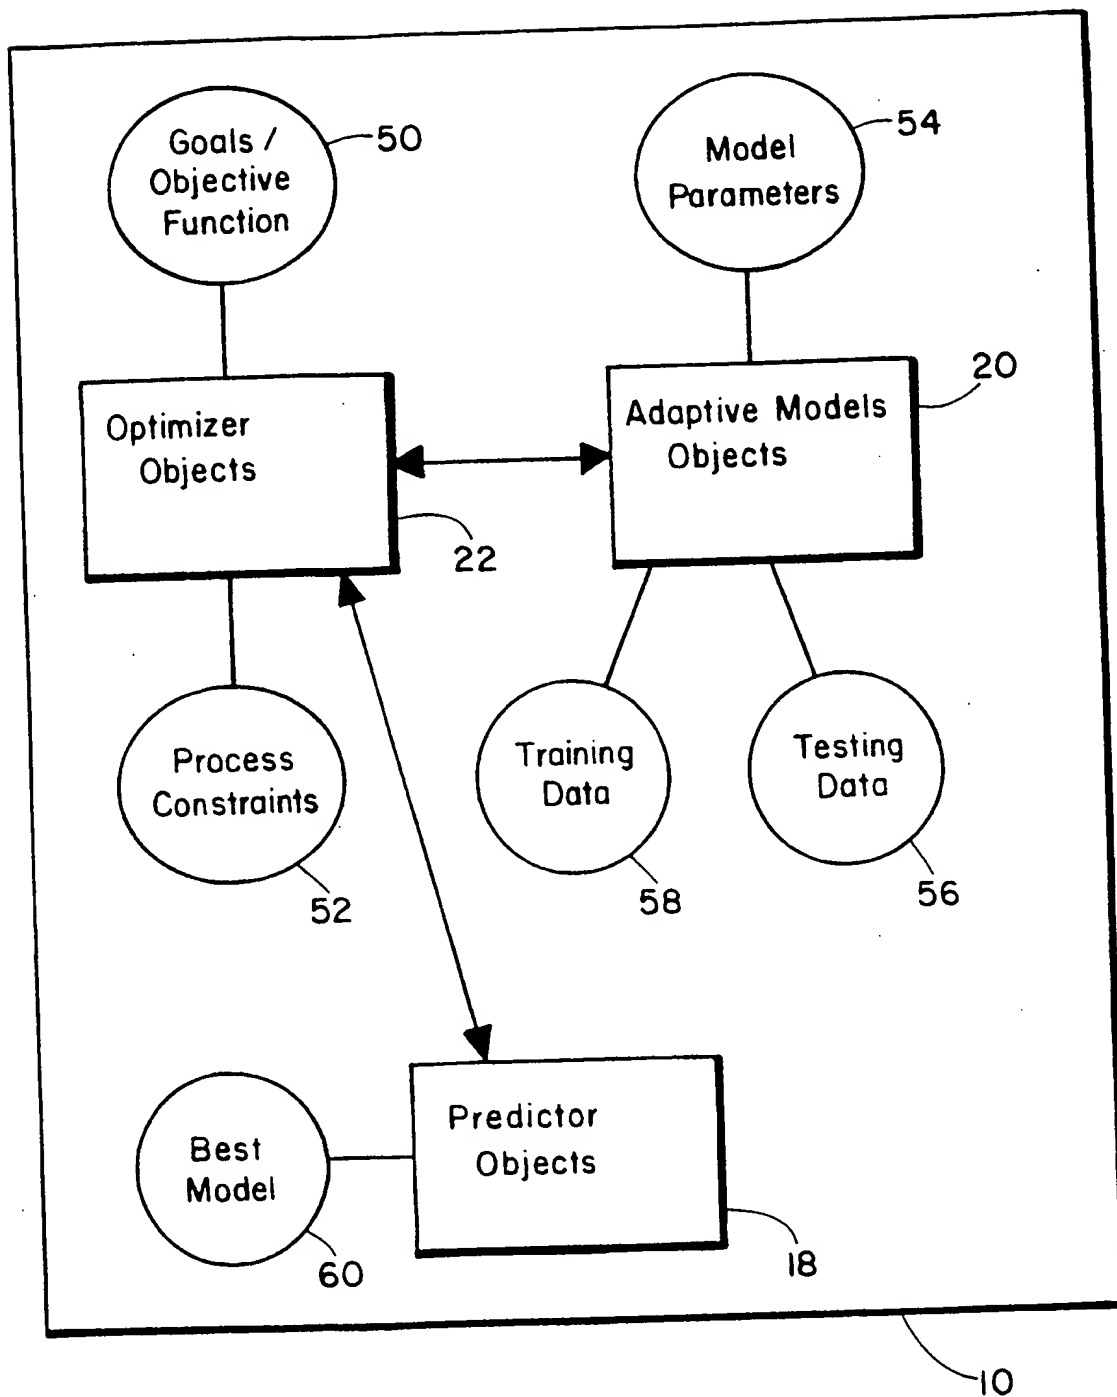 Goals /
Objective
Function
50
Model
Parameters
54
Optimizer
Objects
22
Adaptive Models
Objects
20
Process
Constraints
52
Training
Data
58
Testing
Data
56
Best
Model
60
Predictor
Objects
18
10